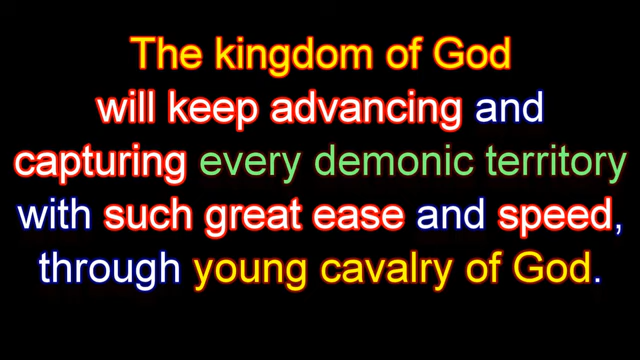 The kingdom of God
will keep advancing and
capturing every demonic territory
with such great ease and speed,
through young cavalry of God.